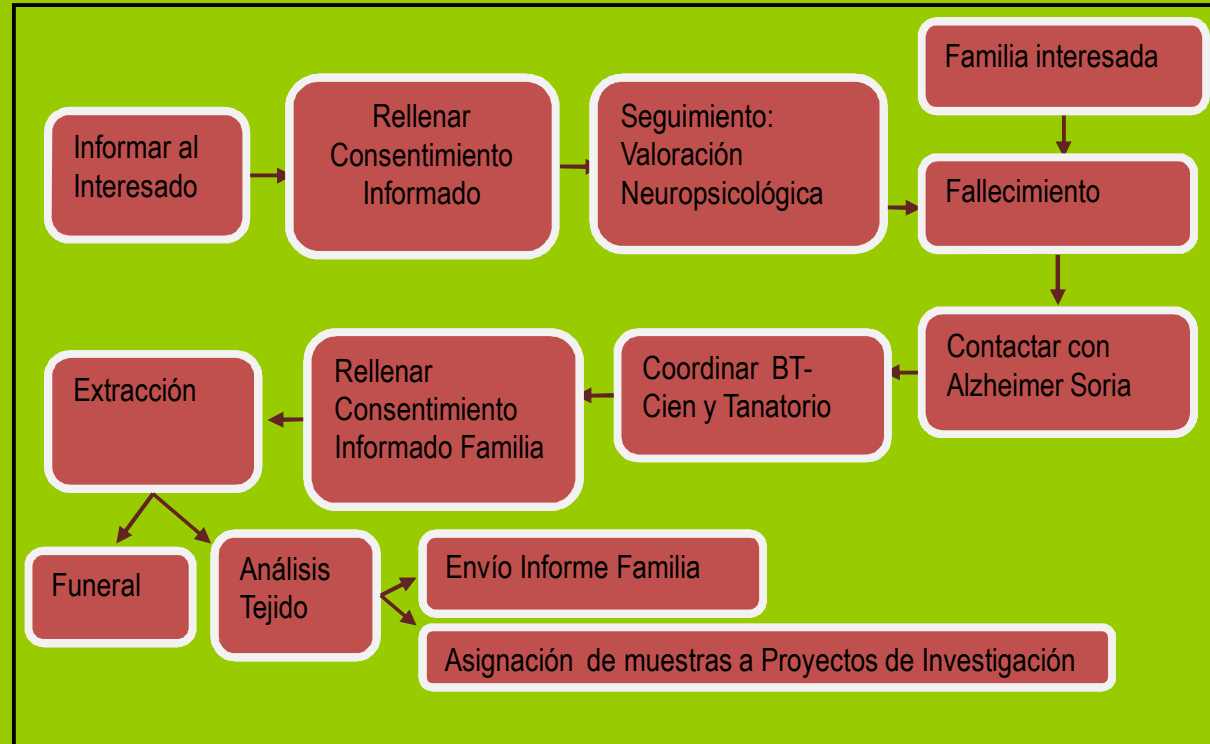 Informar al
Interesado
Rellenar
Consentimiento
Informado
Seguimiento:
Valoración
Neuropsicológica
Familia interesada
Fallecimiento
Contactar con
Alzheimer Soria
Coordinar BT-
Cien y Tanatorio
Rellenar
Consentimiento
Informado Familia
Extracción
Funeral
Análisis
Tejido
Envío Informe Familia
Asignación de muestras a Proyectos de Investigación